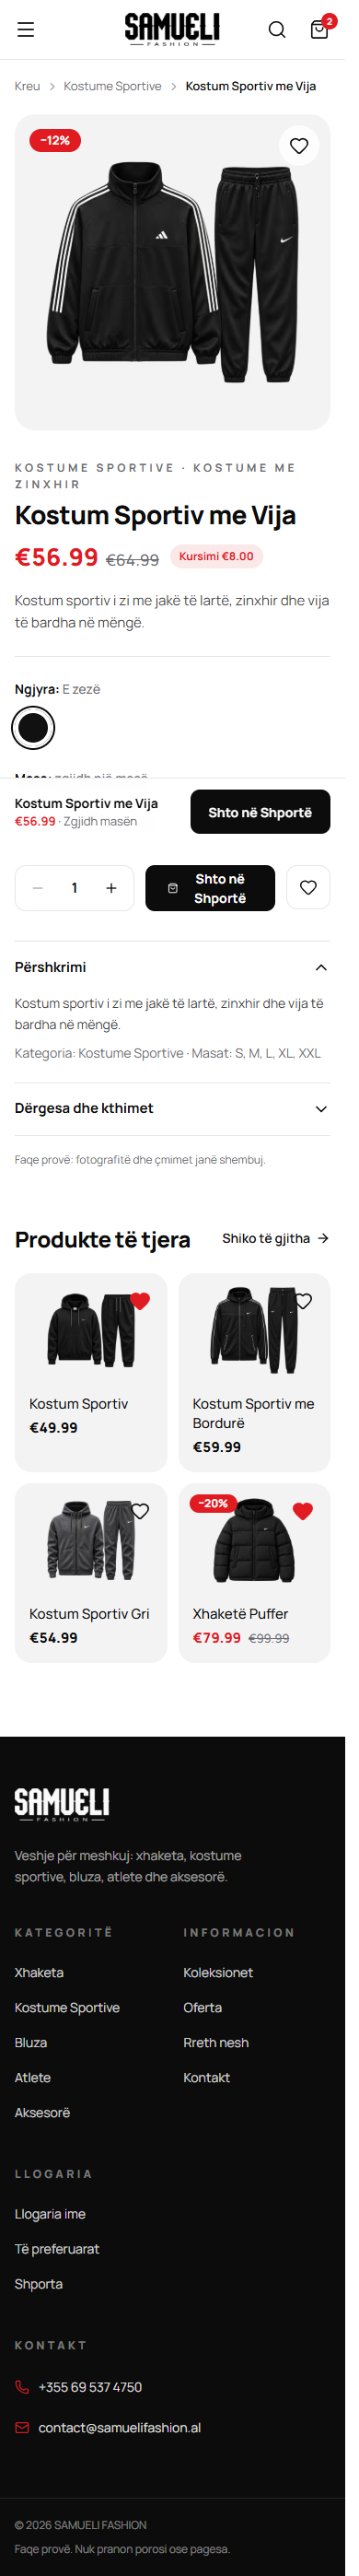 SAMUELI
FASHION
2
Kreu > Kostume Sportive > Kostum Sportiv me Vija
−12%
KOSTUME SPORTIVE · KOSTUME ME
ZINXHIR
Kostum Sportiv me Vija
€56.99 €64.99 Kursimi €8.00
Kostum sportiv i zi me jakë të lartë, zinxhir dhe vija
të bardha në mëngë.
Ngjyra: E zezë
Masa: zgjidh një masë
Kostum Sportiv me Vija
€56.99 · Zgjidh masën
Shto në Shportë
− 1 +
Shto në
Shportë
Përshkrimi
Kostum sportiv i zi me jakë të lartë, zinxhir dhe vija të
bardha në mëngë.
Kategoria: Kostume Sportive · Masat: S, M, L, XL, XXL
Dërgesa dhe kthimet
Faqe provë: fotografitë dhe çmimet janë shembuj.
Produkte të tjera
Shiko të gjitha →
Kostum Sportiv
€49.99
Kostum Sportiv me
Bordurë
€59.99
Kostum Sportiv Gri
€54.99
−20%
Xhaketë Puffer
€79.99 €99.99
SAMUELI
FASHION
Veshje për meshkuj: xhaketa, kostume
sportive, bluza, atlete dhe aksesorë.
KATEGORITË
Xhaketa
Kostume Sportive
Bluza
Atlete
Aksesorë
INFORMACION
Koleksionet
Oferta
Rreth nesh
Kontakt
LLOGARIA
Llogaria ime
Të preferuarat
Shporta
KONTAKT
+355 69 537 4750
contact@samuelifashion.al
© 2026 SAMUELI FASHION
Faqe provë. Nuk pranon porosi ose pagesa.